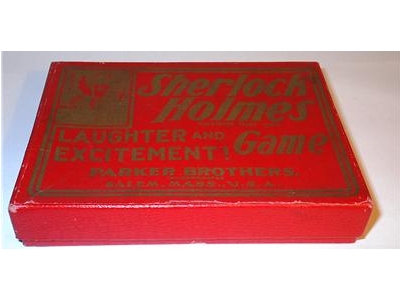 Sherlock
Holmes
Game
LAUGHTER AND
EXCITEMENT!
PARKER BROTHERS.
SALEM, MASS., U.S.A.